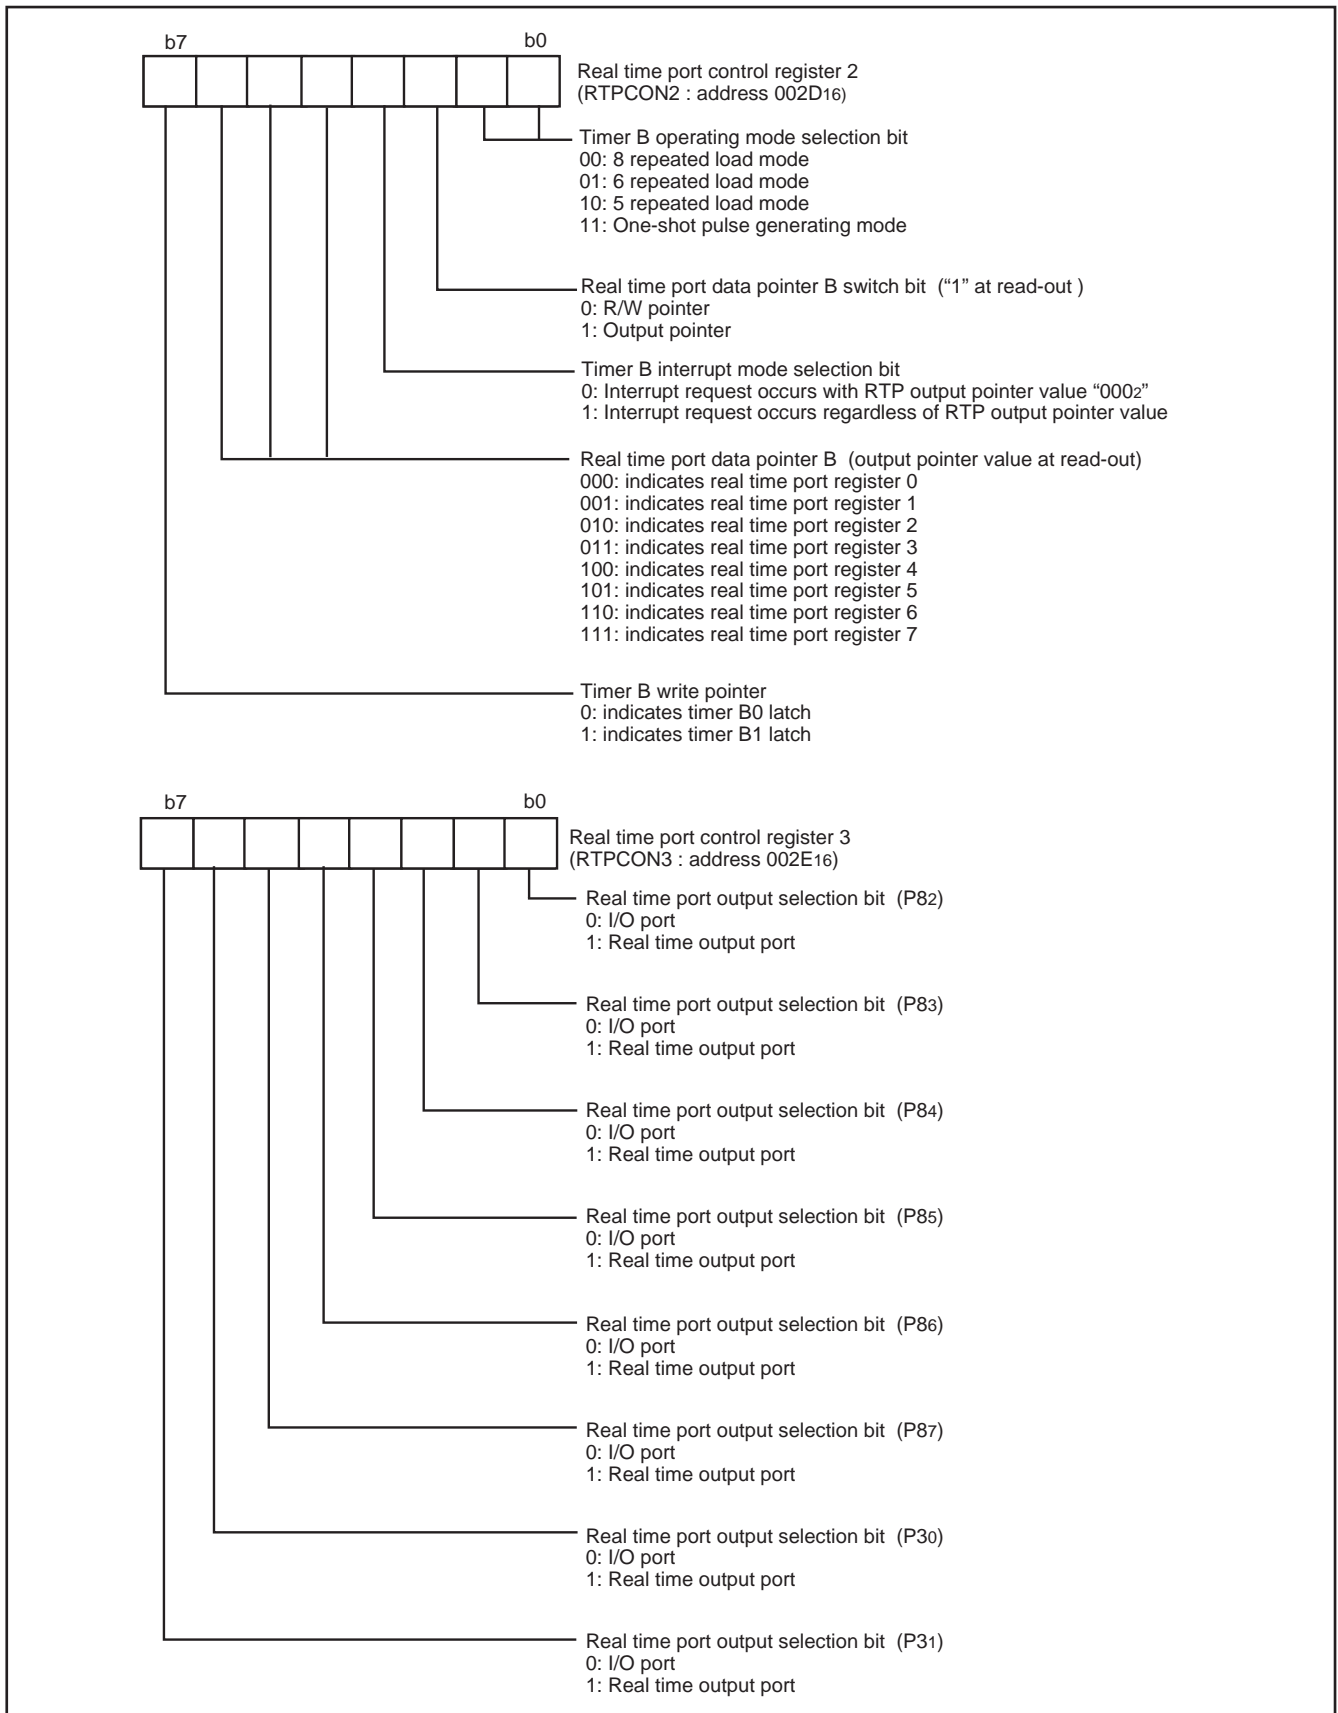 b7 b0
Real time port control register 2
(RTPCON2 : address 002D16)
Timer B operating mode selection bit
00: 8 repeated load mode
01: 6 repeated load mode
10: 5 repeated load mode
11: One-shot pulse generating mode
Real time port data pointer B switch bit (“1” at read-out )
0: R/W pointer
1: Output pointer
Timer B interrupt mode selection bit
0: Interrupt request occurs with RTP output pointer value “0002”
1: Interrupt request occurs regardless of RTP output pointer value
Real time port data pointer B (output pointer value at read-out)
000: indicates real time port register 0
001: indicates real time port register 1
010: indicates real time port register 2
011: indicates real time port register 3
100: indicates real time port register 4
101: indicates real time port register 5
110: indicates real time port register 6
111: indicates real time port register 7
Timer B write pointer
0: indicates timer B0 latch
1: indicates timer B1 latch
b7 b0
Real time port control register 3
(RTPCON3 : address 002E16)
Real time port output selection bit (P82)
0: I/O port
1: Real time output port
Real time port output selection bit (P83)
0: I/O port
1: Real time output port
Real time port output selection bit (P84)
0: I/O port
1: Real time output port
Real time port output selection bit (P85)
0: I/O port
1: Real time output port
Real time port output selection bit (P86)
0: I/O port
1: Real time output port
Real time port output selection bit (P87)
0: I/O port
1: Real time output port
Real time port output selection bit (P30)
0: I/O port
1: Real time output port
Real time port output selection bit (P31)
0: I/O port
1: Real time output port